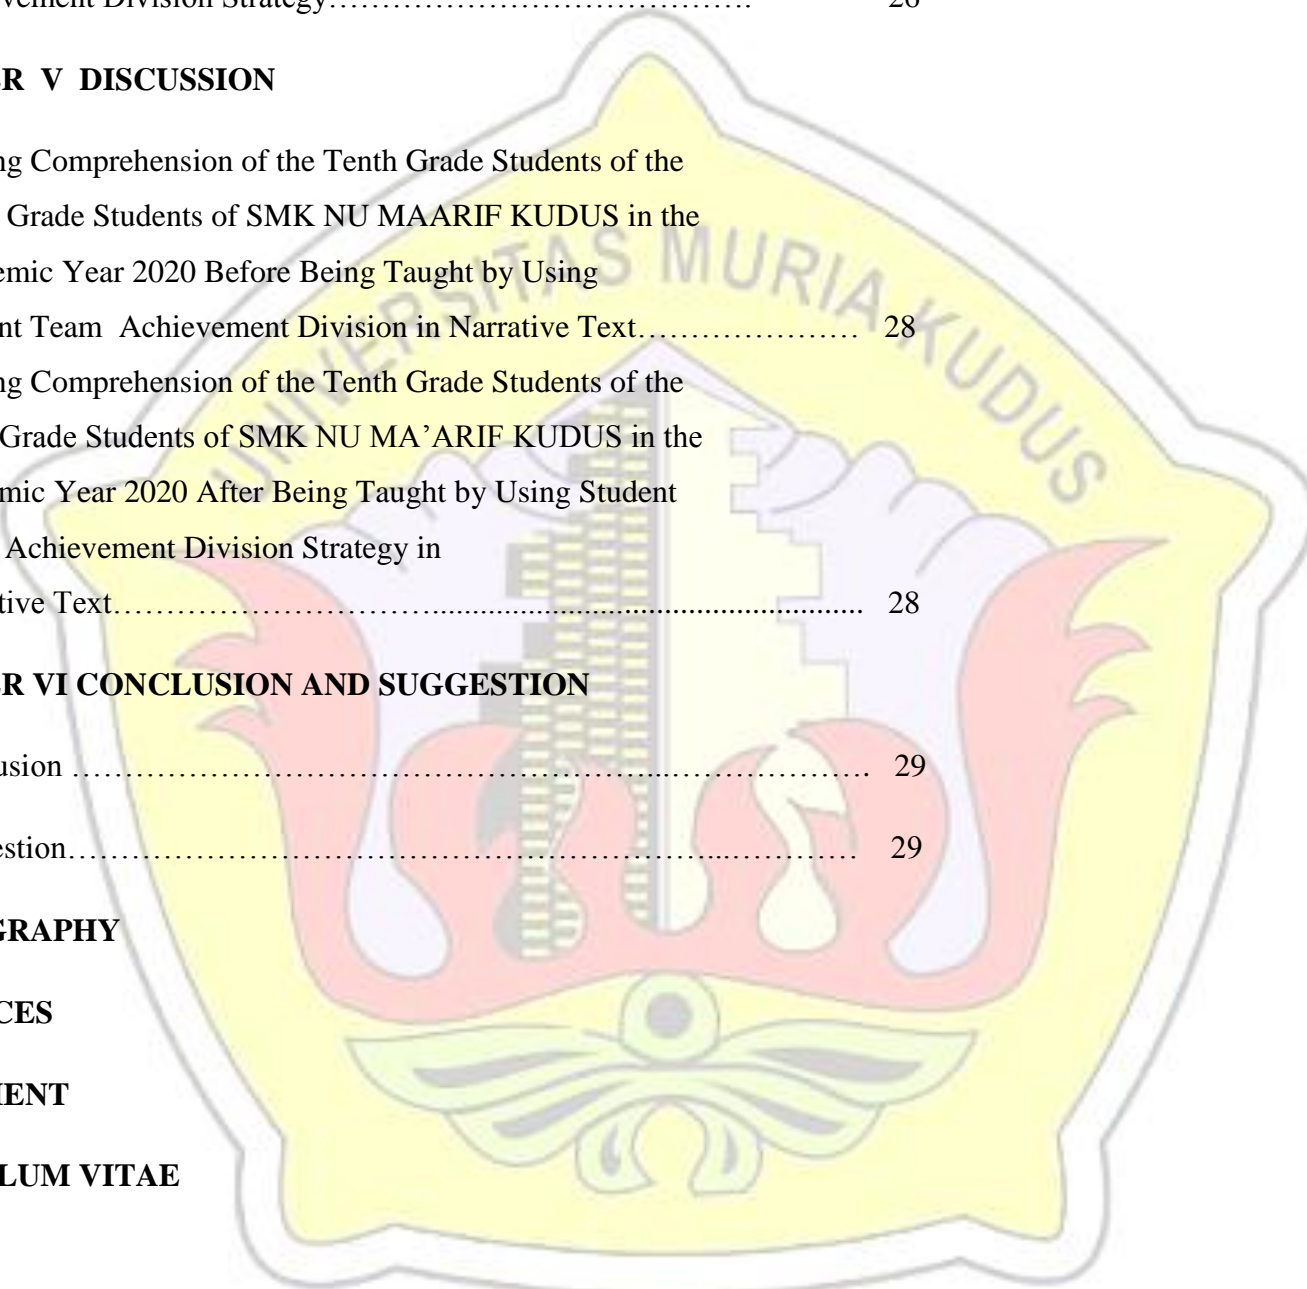 vement Division Strategy…………………………………. 26
ER V DISCUSSION
ng Comprehension of the Tenth Grade Students of the
Grade Students of SMK NU MAARIF KUDUS in the
emic Year 2020 Before Being Taught by Using
nt Team Achievement Division in Narrative Text………………… 28
ng Comprehension of the Tenth Grade Students of the
Grade Students of SMK NU MA’ARIF KUDUS in the
mic Year 2020 After Being Taught by Using Student
Achievement Division Strategy in
tive Text…………………………...................................................... 28
ER VI CONCLUSION AND SUGGESTION
usion ………………………………………………..………………. 29
estion……………………………………………………..………… 29
GRAPHY
CES
MENT
LUM VITAE
UNIVERSITAS MURIA KUDUS